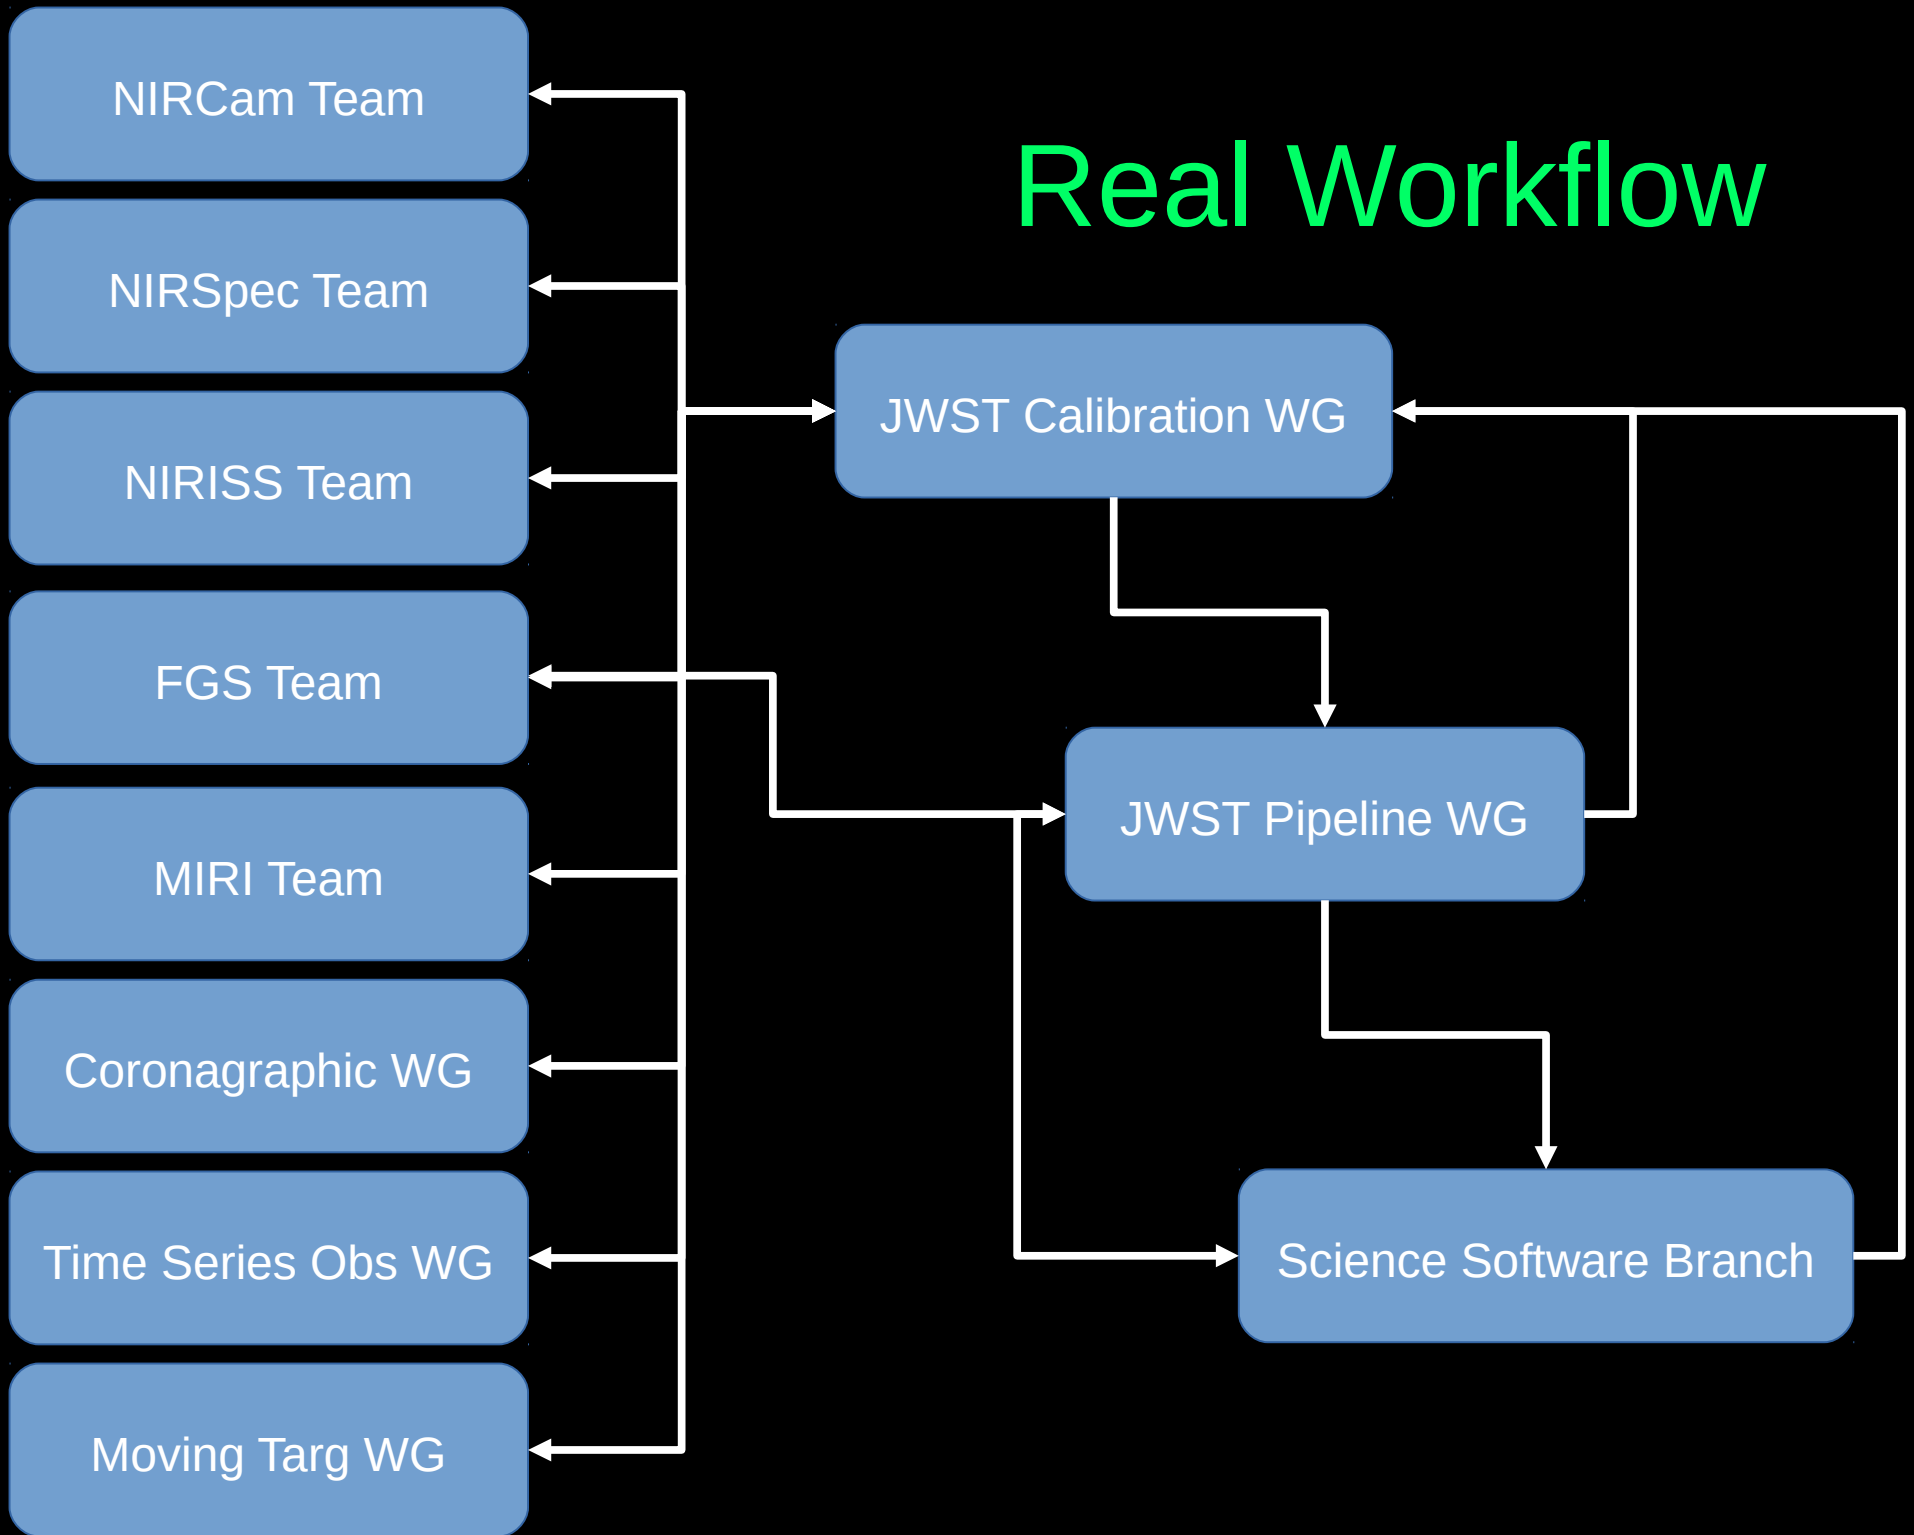 NIRCam Team
Real Workflow
NIRSpec Team
JWST Calibration WG
NIRISS Team
FGS Team
JWST Pipeline WG
MIRI Team
Coronagraphic WG
Time Series Obs WG
Science Software Branch
Moving Targ WG